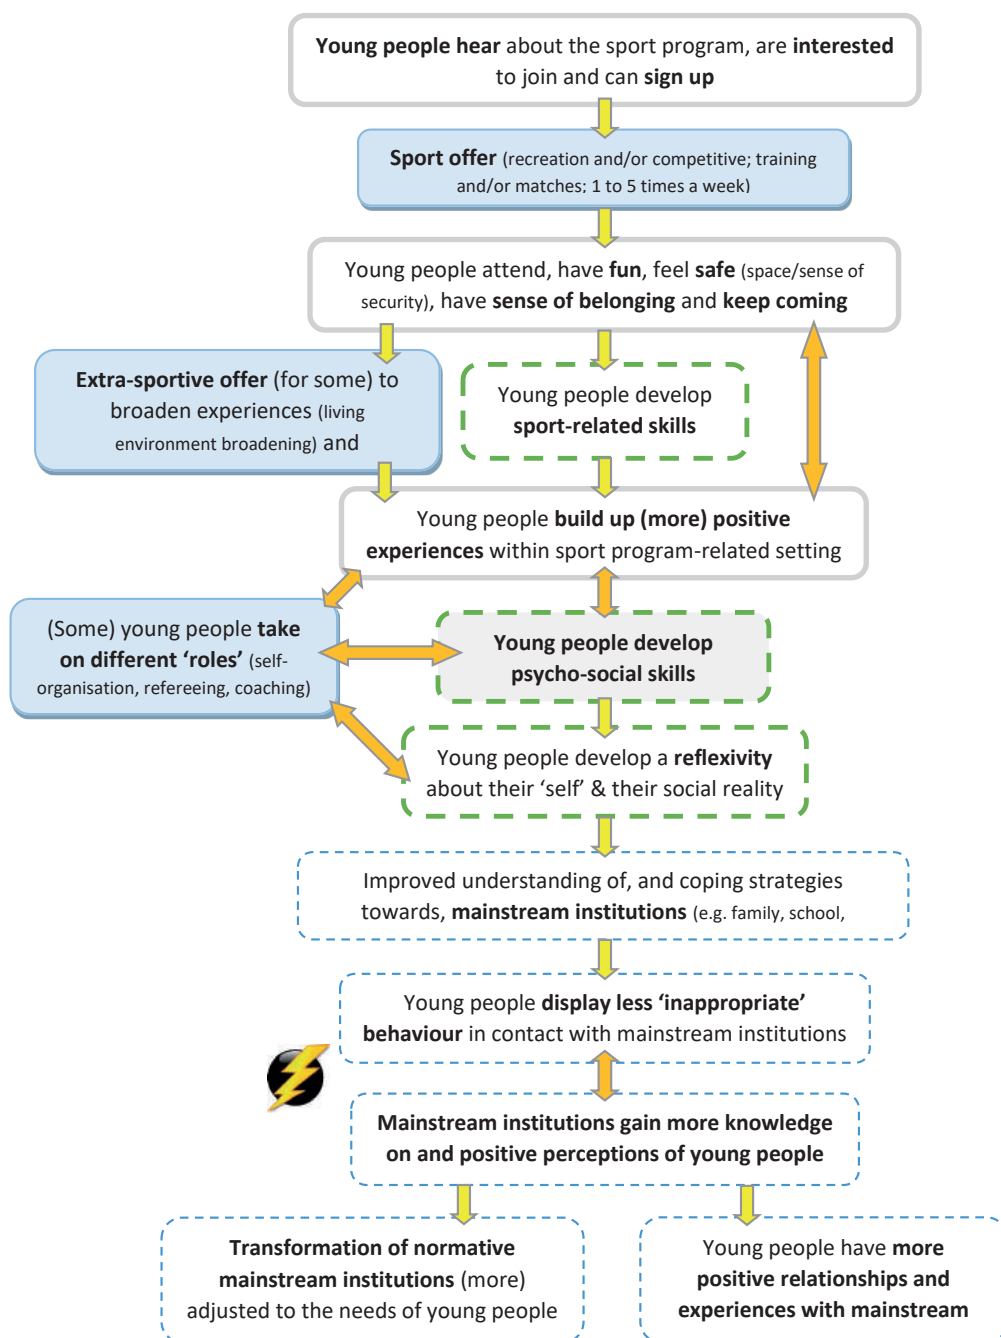 Young people hear about the sport program, are interested
to join and can sign up
Sport offer (recreation and/or competitive; training
and/or matches; 1 to 5 times a week)
Young people attend, have fun, feel safe (space/sense of
security), have sense of belonging and keep coming
Extra-sportive offer (for some) to
broaden experiences (living
environment broadening) and
Young people develop
sport-related skills
Young people build up (more) positive
experiences within sport program-related setting
(Some) young people take
on different ‘roles’ (self-
organisation, refereeing, coaching)
Young people develop
psycho-social skills
Young people develop a reflexivity
about their ‘self’ & their social reality
Improved understanding of, and coping strategies
towards, mainstream institutions (e.g. family, school,
Young people display less ‘inappropriate’
behaviour in contact with mainstream institutions
Mainstream institutions gain more knowledge
on and positive perceptions of young people
Transformation of normative
mainstream institutions (more)
adjusted to the needs of young people
Young people have more
positive relationships and
experiences with mainstream